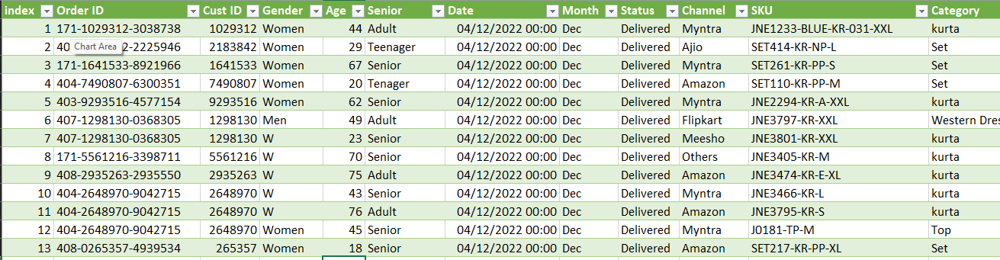 index Order ID Cust ID Gender Age Senior Date Month Status Channel SKU Category
1 171-1029312-3038738 1029312 Women 44 Adult 04/12/2022 00:00 Dec Delivered Myntra JNE1233-BLUE-KR-031-XXL kurta
2 40 Chart Area 2-2225946 2183842 Women 29 Teenager 04/12/2022 00:00 Dec Delivered Ajio SET414-KR-NP-L Set
3 171-1641533-8921966 1641533 Women 67 Senior 04/12/2022 00:00 Dec Delivered Myntra SET261-KR-PP-S Set
4 404-7490807-6300351 7490807 Women 20 Tenager 04/12/2022 00:00 Dec Delivered Amazon SET110-KR-PP-M Set
5 403-9293516-4577154 9293516 Women 62 Senior 04/12/2022 00:00 Dec Delivered Myntra JNE2294-KR-A-XXL kurta
6 407-1298130-0368305 1298130 Men 49 Adult 04/12/2022 00:00 Dec Delivered Flipkart JNE3797-KR-XXL Western Dres
7 407-1298130-0368305 1298130 W 23 Senior 04/12/2022 00:00 Dec Delivered Meesho JNE3801-KR-XXL kurta
8 171-5561216-3398711 5561216 W 70 Senior 04/12/2022 00:00 Dec Delivered Others JNE3405-KR-M kurta
9 408-2935263-2935550 2935263 W 75 Adult 04/12/2022 00:00 Dec Delivered Amazon JNE3474-KR-E-XL kurta
10 404-2648970-9042715 2648970 W 43 Senior 04/12/2022 00:00 Dec Delivered Myntra JNE3466-KR-L kurta
11 404-2648970-9042715 2648970 W 76 Adult 04/12/2022 00:00 Dec Delivered Amazon JNE3795-KR-S kurta
12 404-2648970-9042715 2648970 Women 45 Senior 04/12/2022 00:00 Dec Delivered Myntra J0181-TP-M Top
13 408-0265357-4939534 265357 Women 18 Senior 04/12/2022 00:00 Dec Delivered Amazon SET217-KR-PP-XL Set